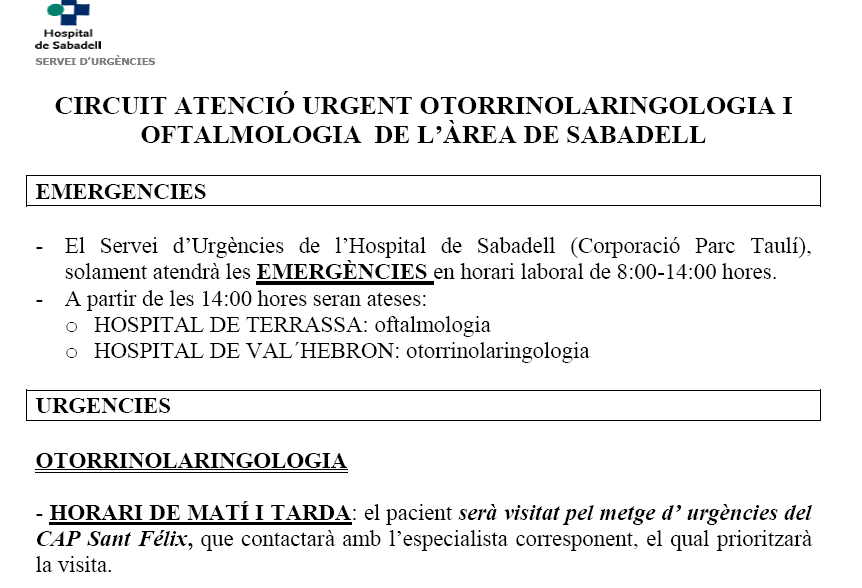 Hospital
de Sabadell
SERVEI D'URGÈNCIES
CIRCUIT ATENCIÓ URGENT OTORRINOLARINGOLOGIA I
OFTALMOLOGIA DE L'ÀREA DE SABADELL
EMERGENCIES
- El Servei d'Urgències de l'Hospital de Sabadell (Corporació Parc Taulí),
solament atendrà les EMERGÈNCIES en horari laboral de 8:00-14:00 hores.
- A partir de les 14:00 hores seran ateses:
o HOSPITAL DE TERRASSA: oftalmologia
o HOSPITAL DE VAL´HEBRON: otorrinolaringologia
URGENCIES
OTORRINOLARINGOLOGIA
- HORARI DE MATÍ I TARDA: el pacient serà visitat pel metge d' urgències del
CAP Sant Félix, que contactarà amb l'especialista corresponent, el qual prioritzarà
la visita.